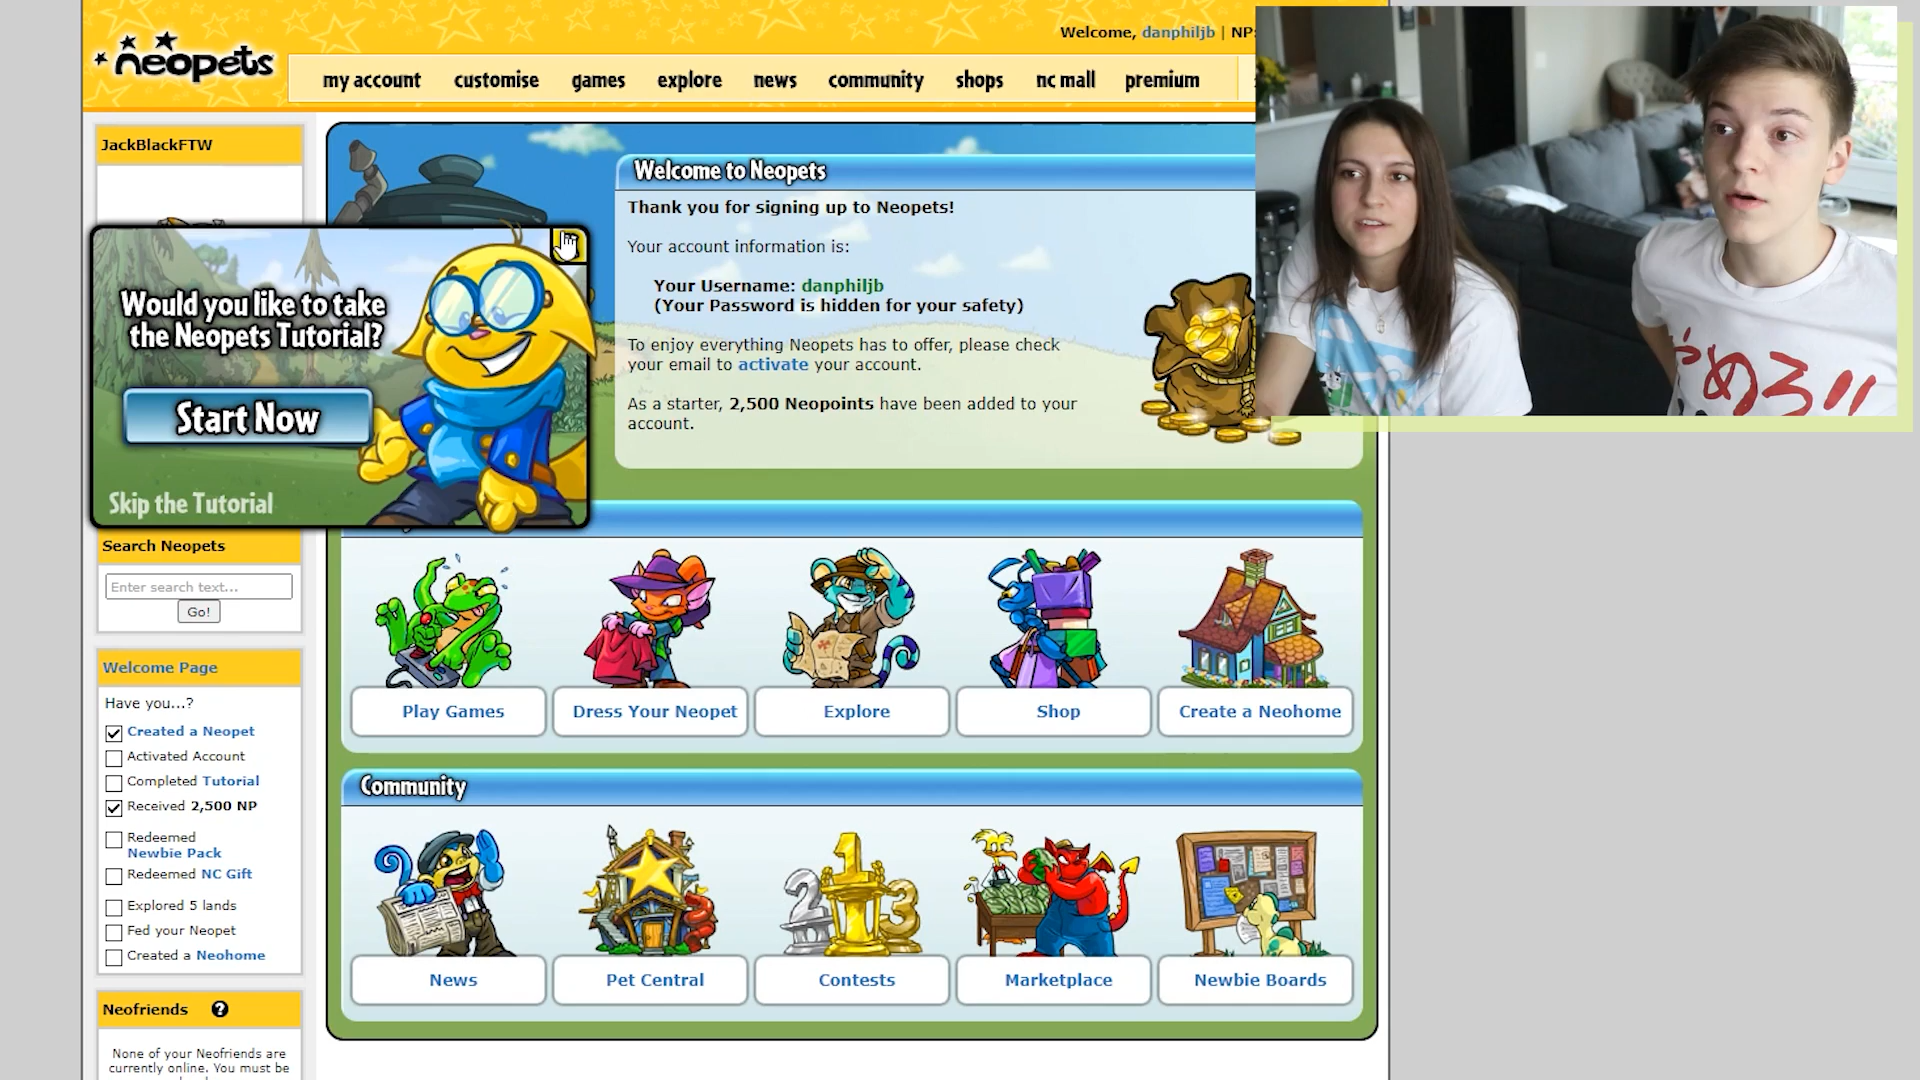 neopets
Welcome, danphiljb | NP:
my account customise games explore news community shops nc mall premium
JackBlackFTW
Welcome to Neopets
Thank you for signing up to Neopets!
Your account information is:
Your Username: danphiljb
(Your Password is hidden for your safety)
To enjoy everything Neopets has to offer, please check
your email to activate your account.
As a starter, 2,500 Neopoints have been added to your
account.
Would you like to take
the Neopets Tutorial?
Start Now
Skip the Tutorial
Search Neopets
Enter search text...
Go!
Welcome Page
Have you...?
Created a Neopet
Activated Account
Completed Tutorial
Received 2,500 NP
Redeemed
Newbie Pack
Redeemed NC Gift
Explored 5 lands
Fed your Neopet
Created a Neohome
Neofriends ?
None of your Neofriends are
currently online. You must be
Play Games Dress Your Neopet Explore Shop Create a Neohome
Community
2 1 3
News Pet Central Contests Marketplace Newbie Boards
やめろ!!